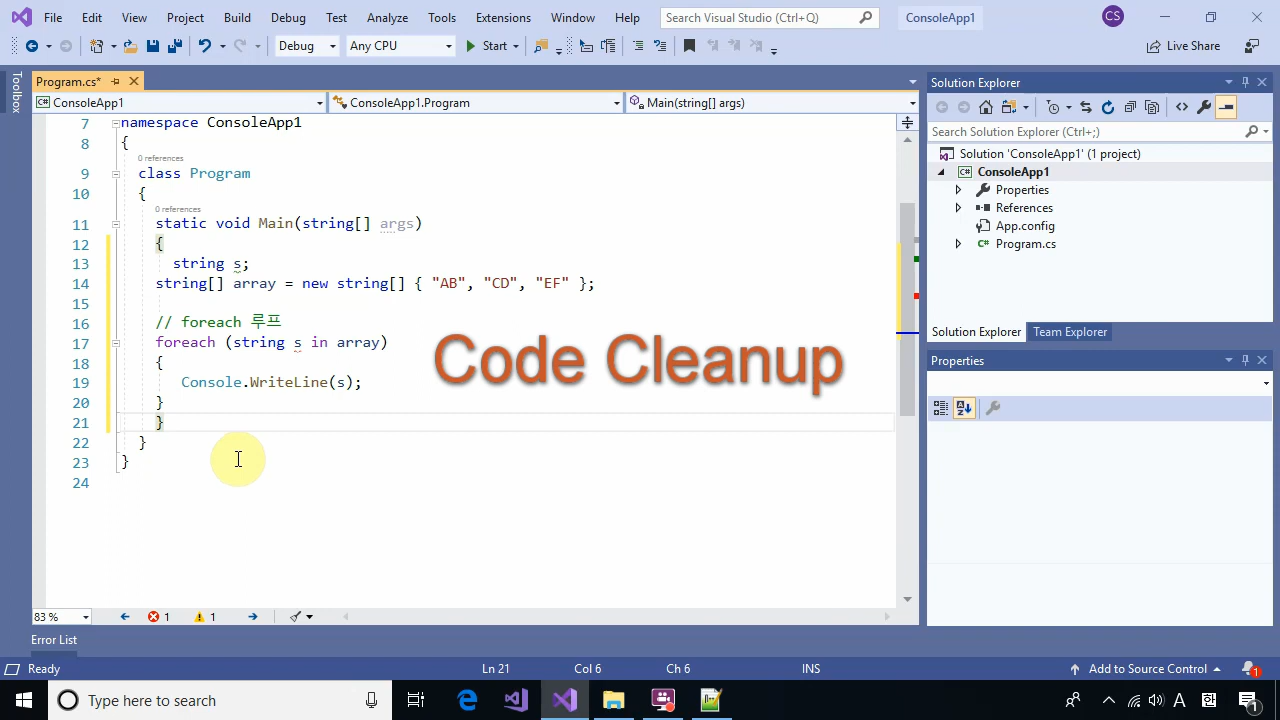 File Edit View Project Build Debug Test Analyze Tools Extensions Window Help Search Visual Studio (Ctrl+Q) ConsoleApp1 CS
Debug Any CPU Start Live Share
Toolbox
Program.cs*
ConsoleApp1 ConsoleApp1.Program Main(string[] args)
7 namespace ConsoleApp1
8 {
0 references
9 class Program
10 {
0 references
11 static void Main(string[] args)
12 {
13 string s;
14 string[] array = new string[] { "AB", "CD", "EF" };
15
16 // foreach 루프
17 foreach (string s in array)
18 {
19 Console.WriteLine(s);
20 }
21 }
22 }
23 }
24
Code Cleanup
83 % 1 1
Solution Explorer
Search Solution Explorer (Ctrl+;)
Solution 'ConsoleApp1' (1 project)
C# ConsoleApp1
Properties
References
App.config
C# Program.cs
Solution Explorer Team Explorer
Properties
Error List
Ready Ln 21 Col 6 Ch 6 INS Add to Source Control 1
Type here to search A 1